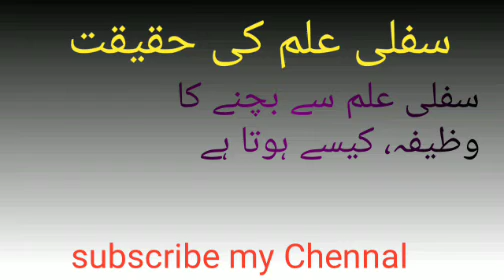 سفلی علم کی حقیقت
سفلی علم سے بچنے کا
وظیفہ، کیسے ہوتا ہے
subscribe my Chennal